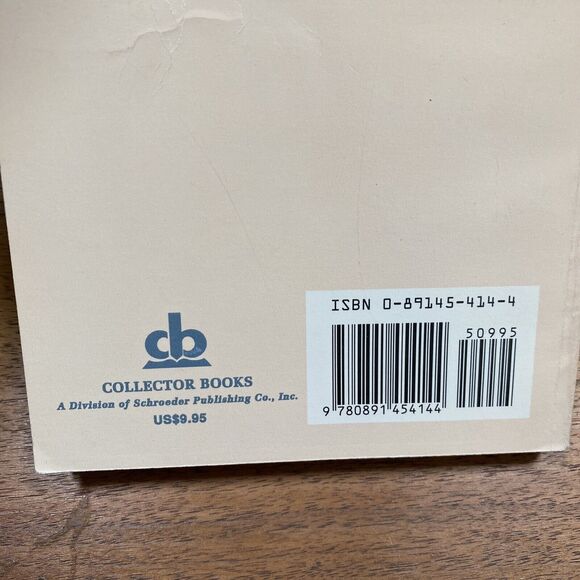 cb
COLLECTOR BOOKS
A Division of Schroeder Publishing Co., Inc.
US$9.95
ISBN 0-89145-414-4
50995
9 780891 454144